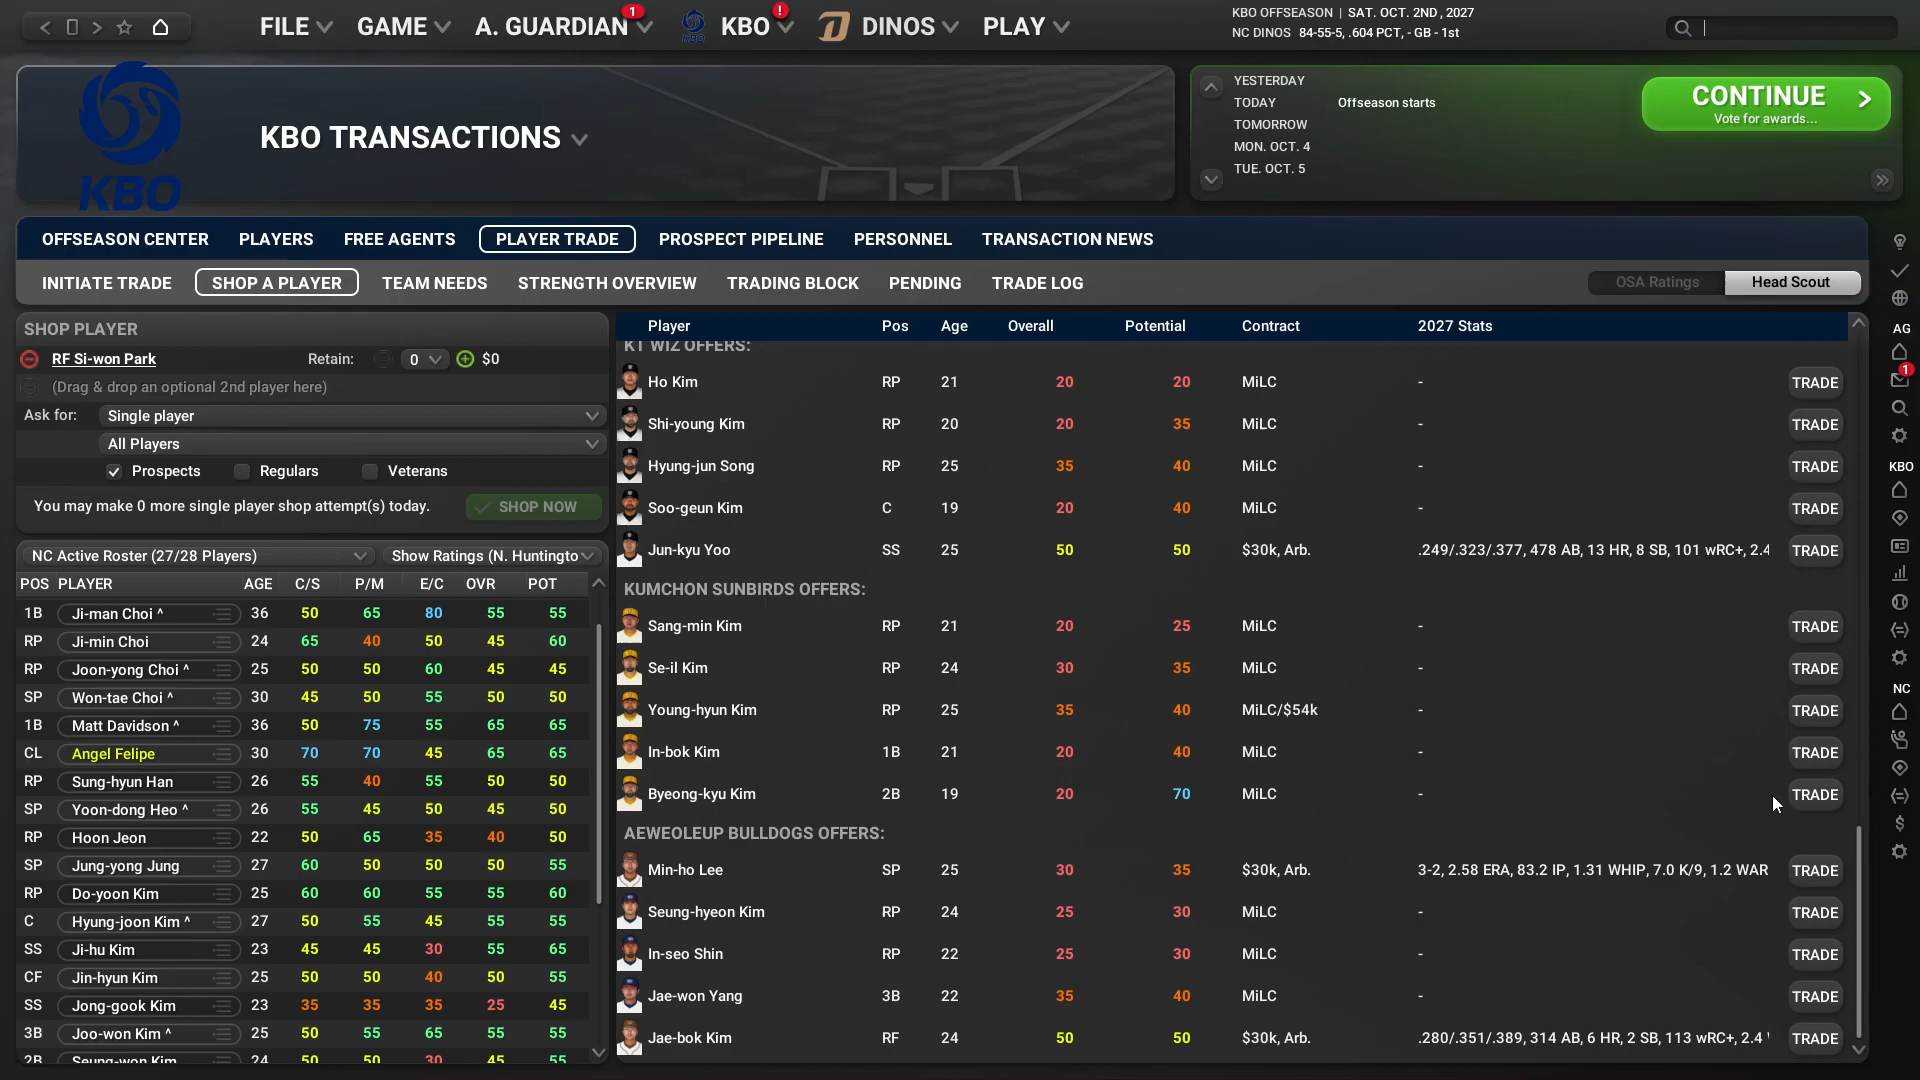 FILE GAME A. GUARDIAN 1 KBO ! DINOS PLAY
KBO OFFSEASON | SAT. OCT. 2ND , 2027
NC DINOS 84-55-5, .604 PCT, - GB - 1st
KBO
KBO TRANSACTIONS
YESTERDAY
TODAY Offseason starts
TOMORROW
MON. OCT. 4
TUE. OCT. 5
CONTINUE
Vote for awards...
OFFSEASON CENTER PLAYERS FREE AGENTS PLAYER TRADE PROSPECT PIPELINE PERSONNEL TRANSACTION NEWS
INITIATE TRADE SHOP A PLAYER TEAM NEEDS STRENGTH OVERVIEW TRADING BLOCK PENDING TRADE LOG
OSA Ratings Head Scout
SHOP PLAYER
RF Si-won Park Retain: 0 $0
(Drag & drop an optional 2nd player here)
Ask for: Single player
All Players
Prospects Regulars Veterans
You may make 0 more single player shop attempt(s) today. SHOP NOW
NC Active Roster (27/28 Players) Show Ratings (N. Huntingto
POS PLAYER AGE C/S P/M E/C OVR POT
1B Ji-man Choi ^ 36 50 65 80 55 55
RP Ji-min Choi 24 65 40 50 45 60
RP Joon-yong Choi ^ 25 50 50 60 45 45
SP Won-tae Choi ^ 30 45 50 55 50 50
1B Matt Davidson ^ 36 50 75 55 65 65
CL Angel Felipe 30 70 70 45 65 65
RP Sung-hyun Han 26 55 40 55 50 50
SP Yoon-dong Heo ^ 26 55 45 50 45 50
RP Hoon Jeon 22 50 65 35 40 50
SP Jung-yong Jung 27 60 50 50 50 55
RP Do-yoon Kim 25 60 60 55 55 60
C Hyung-joon Kim ^ 27 50 55 45 55 55
SS Ji-hu Kim 23 45 45 30 55 65
CF Jin-hyun Kim 25 50 50 40 50 55
SS Jong-gook Kim 23 35 35 35 25 45
3B Joo-won Kim ^ 25 50 55 65 55 55
2B Seung-won Kim 24 50 50 30 45 55
Player Pos Age Overall Potential Contract 2027 Stats
KT WIZ OFFERS:
Ho Kim RP 21 20 20 MiLC - TRADE
Shi-young Kim RP 20 20 35 MiLC - TRADE
Hyung-jun Song RP 25 35 40 MiLC - TRADE
Soo-geun Kim C 19 20 40 MiLC - TRADE
Jun-kyu Yoo SS 25 50 50 $30k, Arb. .249/.323/.377, 478 AB, 13 HR, 8 SB, 101 wRC+, 2.4 TRADE
KUMCHON SUNBIRDS OFFERS:
Sang-min Kim RP 21 20 25 MiLC - TRADE
Se-il Kim RP 24 30 35 MiLC - TRADE
Young-hyun Kim RP 25 35 40 MiLC/$54k - TRADE
In-bok Kim 1B 21 20 40 MiLC - TRADE
Byeong-kyu Kim 2B 19 20 70 MiLC - TRADE
AEWEOLEUP BULLDOGS OFFERS:
Min-ho Lee SP 25 30 35 $30k, Arb. 3-2, 2.58 ERA, 83.2 IP, 1.31 WHIP, 7.0 K/9, 1.2 WAR TRADE
Seung-hyeon Kim RP 24 25 30 MiLC - TRADE
In-seo Shin RP 22 25 30 MiLC - TRADE
Jae-won Yang 3B 22 35 40 MiLC - TRADE
Jae-bok Kim RF 24 50 50 $30k, Arb. .280/.351/.389, 314 AB, 6 HR, 2 SB, 113 wRC+, 2.4 TRADE
AG
1
KBO
NC